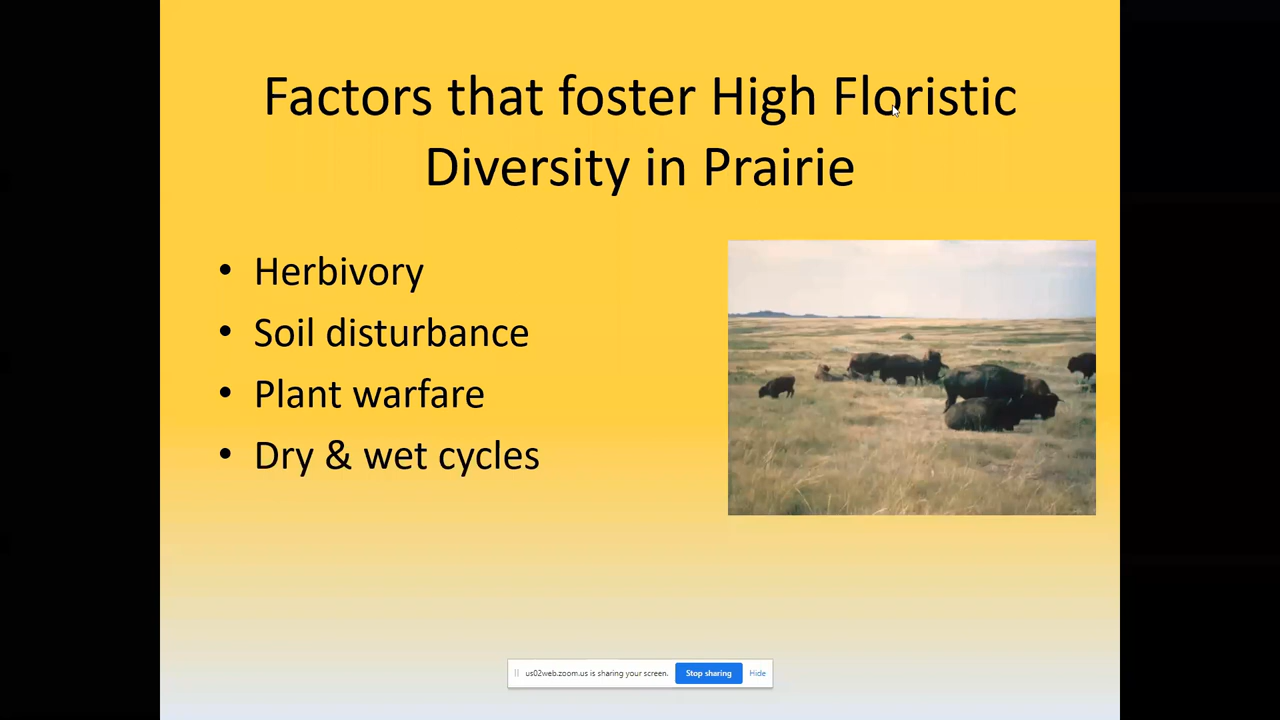 Factors that foster High Floristic
Diversity in Prairie
• Herbivory
• Soil disturbance
• Plant warfare
• Dry & wet cycles
us02web.zoom.us is sharing your screen. Stop sharing Hide